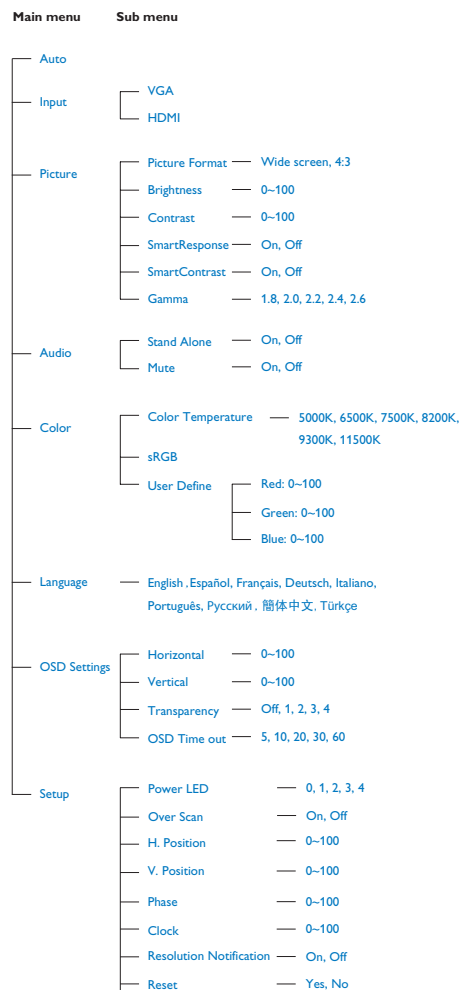 Main menu Sub menu
Auto
Input
VGA
HDMI
Picture
Picture Format Wide screen, 4:3
Brightness 0~100
Contrast 0~100
SmartResponse On, Off
SmartContrast On, Off
Gamma 1.8, 2.0, 2.2, 2.4, 2.6
Audio
Stand Alone On, Off
Mute On, Off
Color
Color Temperature 5000K, 6500K, 7500K, 8200K,
9300K, 11500K
sRGB
User Define Red: 0~100
Green: 0~100
Blue: 0~100
Language English , Español, Français, Deutsch, Italiano,
Português, Русский , 簡体中文, Türkçe
OSD Settings
Horizontal 0~100
Vertical 0~100
Transparency Off, 1, 2, 3, 4
OSD Time out 5, 10, 20, 30, 60
Setup
Power LED 0, 1, 2, 3, 4
Over Scan On, Off
H. Position 0~100
V. Position 0~100
Phase 0~100
Clock 0~100
Resolution Notification On, Off
Reset Yes, No